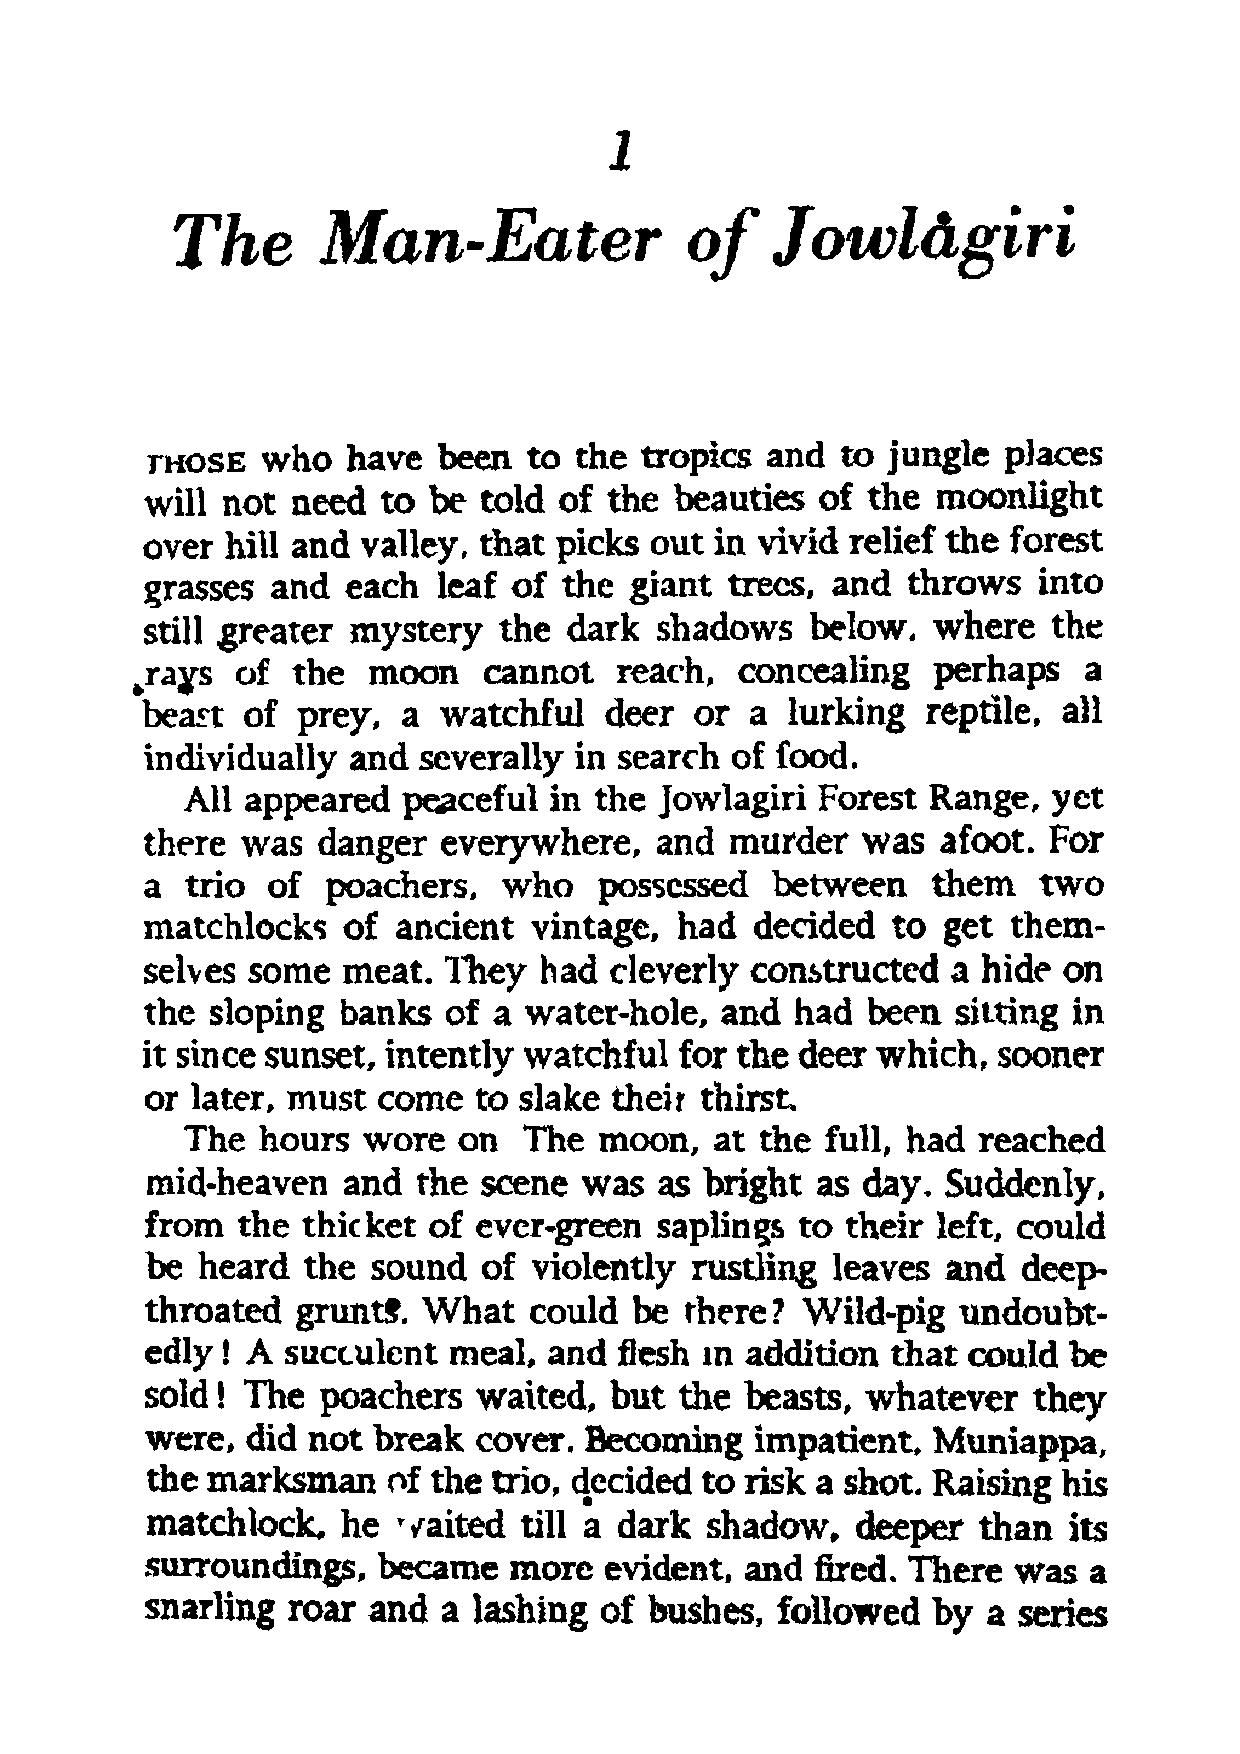 1
The Man-Eater of Jowlagiri
THOSE who have been to the tropics and to jungle places
will not need to be told of the beauties of the moonlight
over hill and valley, that picks out in vivid relief the forest
grasses and each leaf of the giant trees, and throws into
still greater mystery the dark shadows below, where the
rays of the moon cannot reach, concealing perhaps a
beast of prey, a watchful deer or a lurking reptile, all
individually and severally in search of food.
All appeared peaceful in the Jowlagiri Forest Range, yet
there was danger everywhere, and murder was afoot. For
a trio of poachers, who possessed between them two
matchlocks of ancient vintage, had decided to get them-
selves some meat. They had cleverly constructed a hide on
the sloping banks of a water-hole, and had been sitting in
it since sunset, intently watchful for the deer which, sooner
or later, must come to slake their thirst.
The hours wore on The moon, at the full, had reached
mid-heaven and the scene was as bright as day. Suddenly,
from the thicket of ever-green saplings to their left, could
be heard the sound of violently rustling leaves and deep-
throated grunts. What could be there? Wild-pig undoubt-
edly! A succulent meal, and flesh in addition that could be
sold! The poachers waited, but the beasts, whatever they
were, did not break cover. Becoming impatient, Muniappa,
the marksman of the trio, decided to risk a shot. Raising his
matchlock, he waited till a dark shadow, deeper than its
surroundings, became more evident, and fired. There was a
snarling roar and a lashing of bushes, followed by a series